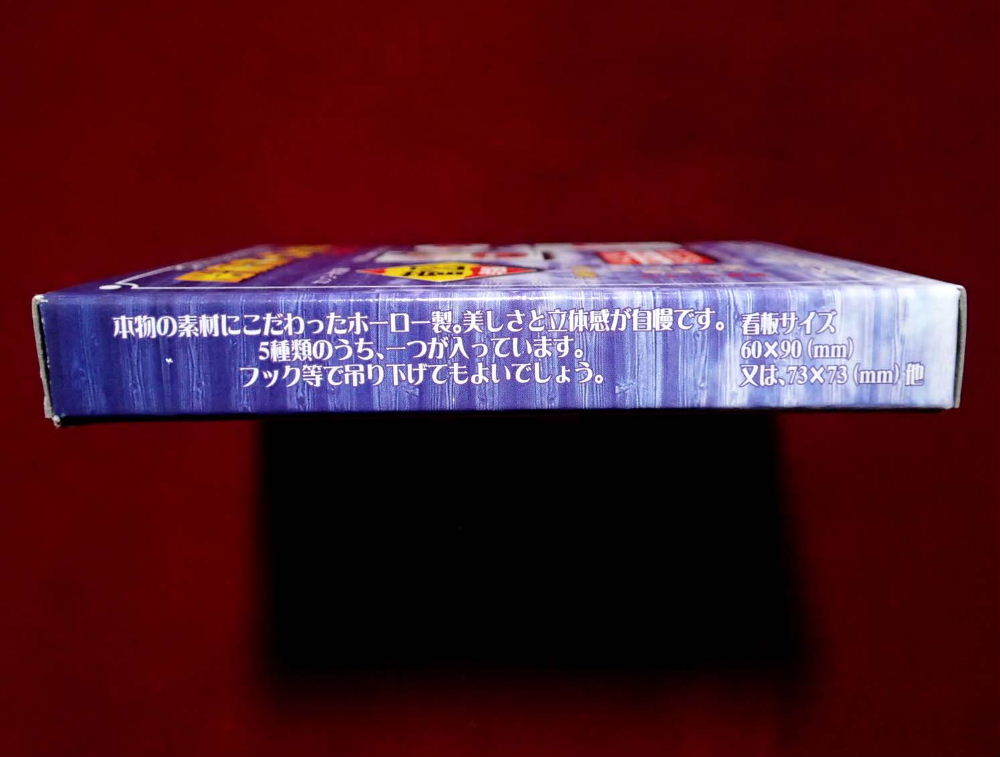 本物の素材にこだわったホーロー製。美しさと立体感が自慢です。
5種類のうち、一つが入っています。
フック等で吊り下げてもよいでしょう。
看板サイズ
60×90(mm)
又は、73×73(mm)他